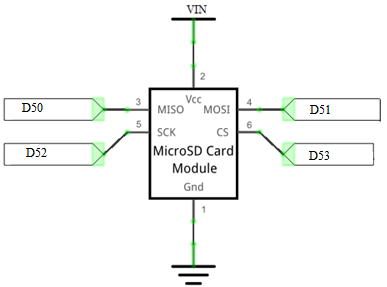 VIN
2
Vcc
D50
3
MISO
MOSI
4
D51
D52
5
SCK
CS
6
D53
MicroSD Card
Module
Gnd
1